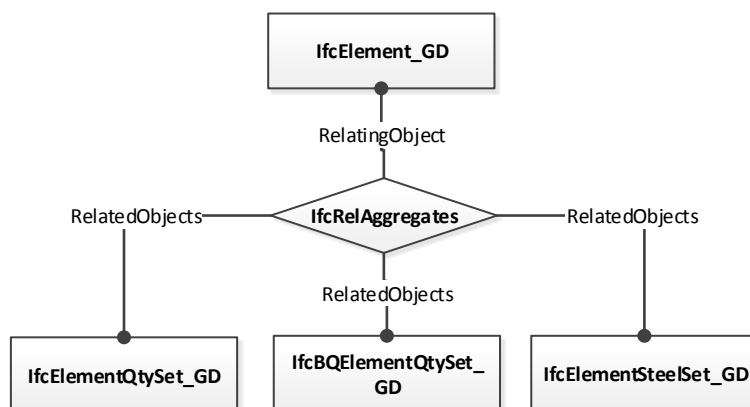 IfcElement_GD
RelatingObject
RelatedObjects
IfcRelAggregates
RelatedObjects
RelatedObjects
IfcElementQtySet_GD
IfcBQElementQtySet_
GD
IfcElementSteelSet_GD